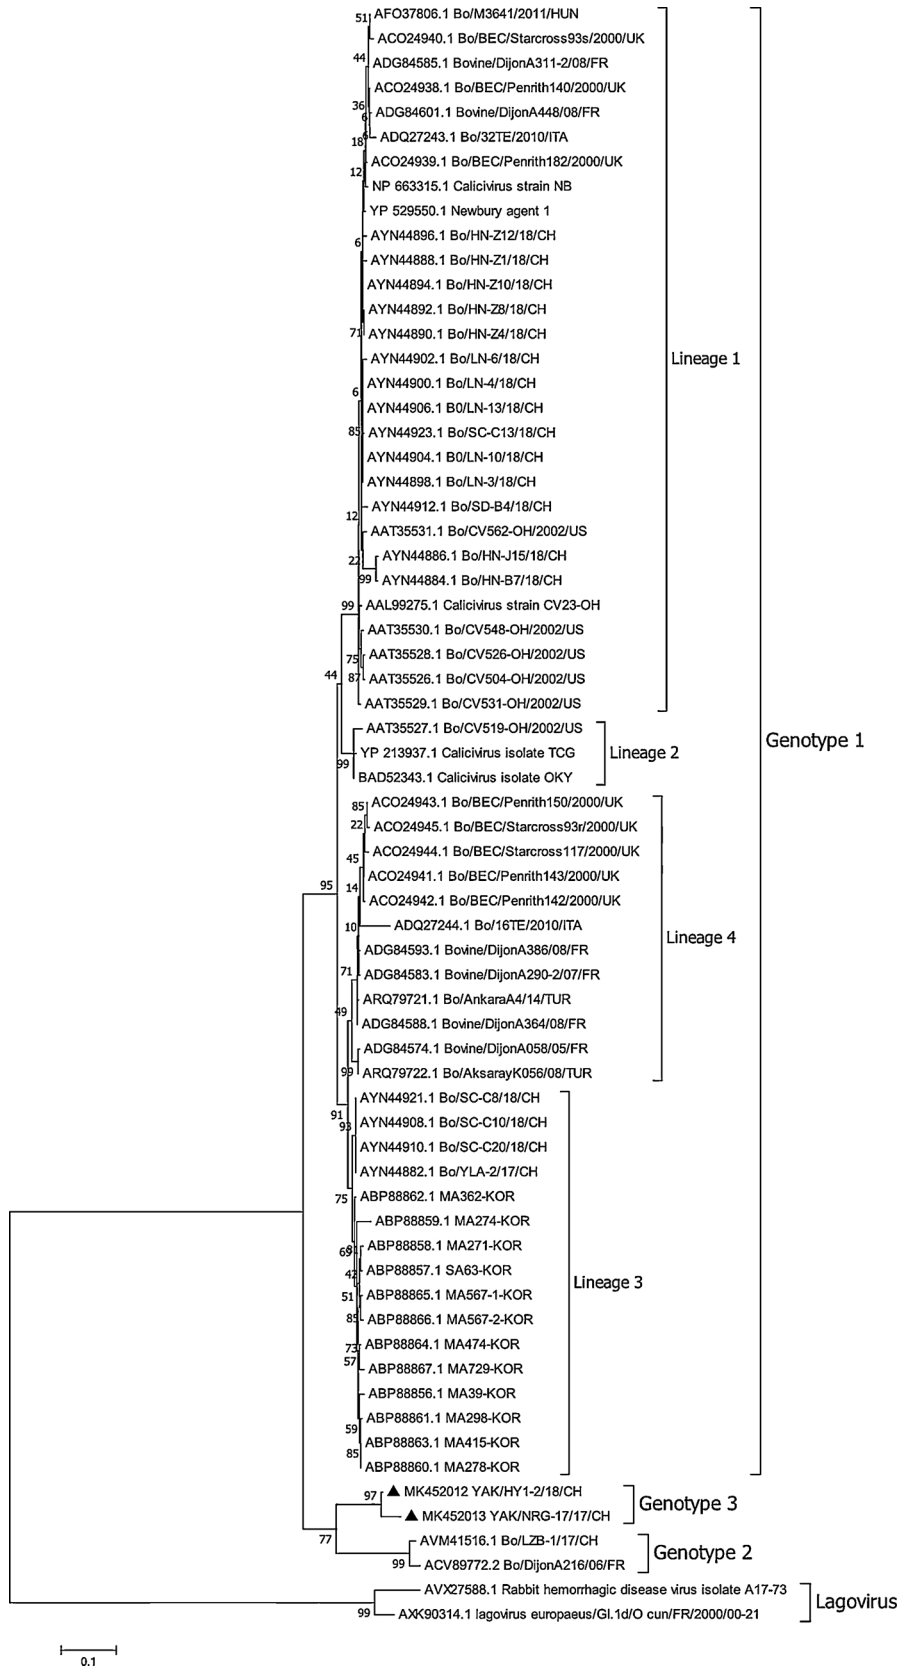 AFO37806.1 Bo/M3641/2011/HUN
51
ACO24940.1 Bo/BEC/Starcross93s/2000/UK
44
ADG84585.1 Bovine/DijonA311-2/08/FR
ACO24938.1 Bo/BEC/Penrith140/2000/UK
36
ADG84601.1 Bovine/DijonA448/08/FR
6
ADQ27243.1 Bo/32TE/2010/ITA
18
ACO24939.1 Bo/BEC/Penrith182/2000/UK
12
NP 663315.1 Calicivirus strain NB
YP 529550.1 Newbury agent 1
AYN44896.1 Bo/HN-Z12/18/CH
6
AYN44888.1 Bo/HN-Z1/18/CH
AYN44894.1 Bo/HN-Z10/18/CH
AYN44892.1 Bo/HN-Z8/18/CH
71
AYN44890.1 Bo/HN-Z4/18/CH
AYN44902.1 Bo/LN-6/18/CH
Lineage 1
AYN44900.1 Bo/LN-4/18/CH
6
AYN44906.1 B0/LN-13/18/CH
85
AYN44923.1 Bo/SC-C13/18/CH
AYN44904.1 B0/LN-10/18/CH
AYN44898.1 Bo/LN-3/18/CH
AYN44912.1 Bo/SD-B4/18/CH
12
AAT35531.1 Bo/CV562-OH/2002/US
22
AYN44886.1 Bo/HN-J15/18/CH
99
AYN44884.1 Bo/HN-B7/18/CH
99
AAL99275.1 Calicivirus strain CV23-OH
AAT35530.1 Bo/CV548-OH/2002/US
75
AAT35528.1 Bo/CV526-OH/2002/US
44
87
AAT35526.1 Bo/CV504-OH/2002/US
AAT35529.1 Bo/CV531-OH/2002/US
AAT35527.1 Bo/CV519-OH/2002/US
Genotype 1
YP 213937.1 Calicivirus isolate TCG
Lineage 2
99
BAD52343.1 Calicivirus isolate OKY
85
ACO24943.1 Bo/BEC/Penrith150/2000/UK
22
ACO24945.1 Bo/BEC/Starcross93r/2000/UK
45
ACO24944.1 Bo/BEC/Starcross117/2000/UK
ACO24941.1 Bo/BEC/Penrith143/2000/UK
95
14
ACO24942.1 Bo/BEC/Penrith142/2000/UK
10
ADQ27244.1 Bo/16TE/2010/ITA
Lineage 4
ADG84593.1 Bovine/DijonA386/08/FR
71
ADG84583.1 Bovine/DijonA290-2/07/FR
ARQ79721.1 Bo/AnkaraA4/14/TUR
49
ADG84588.1 Bovine/DijonA364/08/FR
ADG84574.1 Bovine/DijonA058/05/FR
99
ARQ79722.1 Bo/AksarayK056/08/TUR
AYN44921.1 Bo/SC-C8/18/CH
91
93
AYN44908.1 Bo/SC-C10/18/CH
AYN44910.1 Bo/SC-C20/18/CH
AYN44882.1 Bo/YLA-2/17/CH
75
ABP88862.1 MA362-KOR
ABP88859.1 MA274-KOR
69
ABP88858.1 MA271-KOR
42
ABP88857.1 SA63-KOR
Lineage 3
51
ABP88865.1 MA567-1-KOR
85
ABP88866.1 MA567-2-KOR
73
ABP88864.1 MA474-KOR
57
ABP88867.1 MA729-KOR
ABP88856.1 MA39-KOR
ABP88861.1 MA298-KOR
59
ABP88863.1 MA415-KOR
85
ABP88860.1 MA278-KOR
97
MK452012 YAK/HY1-2/18/CH
Genotype 3
MK452013 YAK/NRG-17/17/CH
77
AVM41516.1 Bo/LZB-1/17/CH
Genotype 2
99
ACV89772.2 Bo/DijonA216/06/FR
AVX27588.1 Rabbit hemorrhagic disease virus isolate A17-73
Lagovirus
99
AXK90314.1 lagovirus europaeus/GI.1d/O cun/FR/2000/00-21
0.1